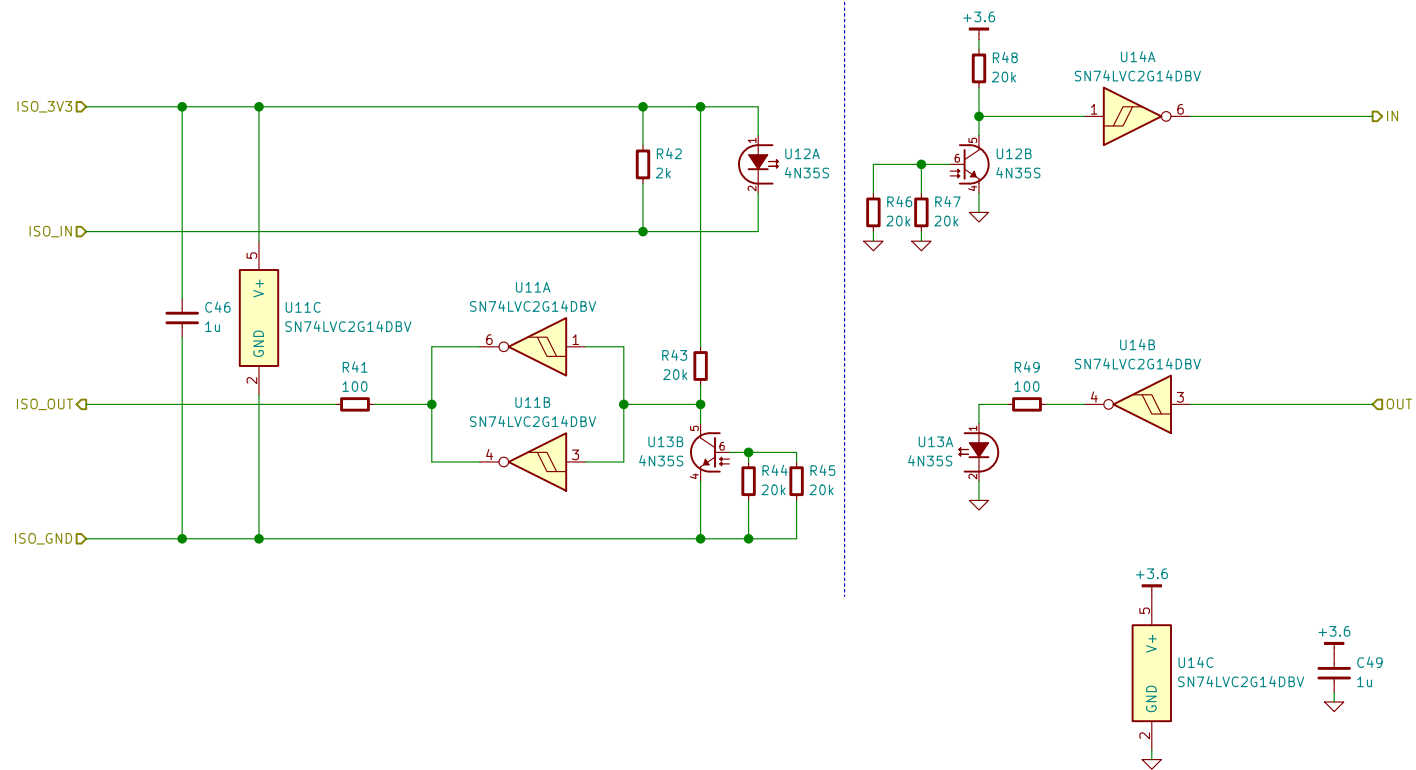 +3.6
R48
20k
U14A
SN74LVC2G14DBV
1
6
IN
ISO_3V3
R42
2k
1
U12A
4N35S
2
5
6
U12B
4N35S
4
R46
20k
R47
20k
ISO_IN
5
V+
GND
2
U11C
SN74LVC2G14DBV
C46
1u
U11A
SN74LVC2G14DBV
6
1
R43
20k
R41
100
ISO_OUT
U11B
SN74LVC2G14DBV
4
3
5
U13B
4N35S
6
4
R44
20k
R45
20k
ISO_GND
U14B
SN74LVC2G14DBV
4
3
OUT
R49
100
1
U13A
4N35S
2
+3.6
5
V+
GND
2
U14C
SN74LVC2G14DBV
+3.6
C49
1u